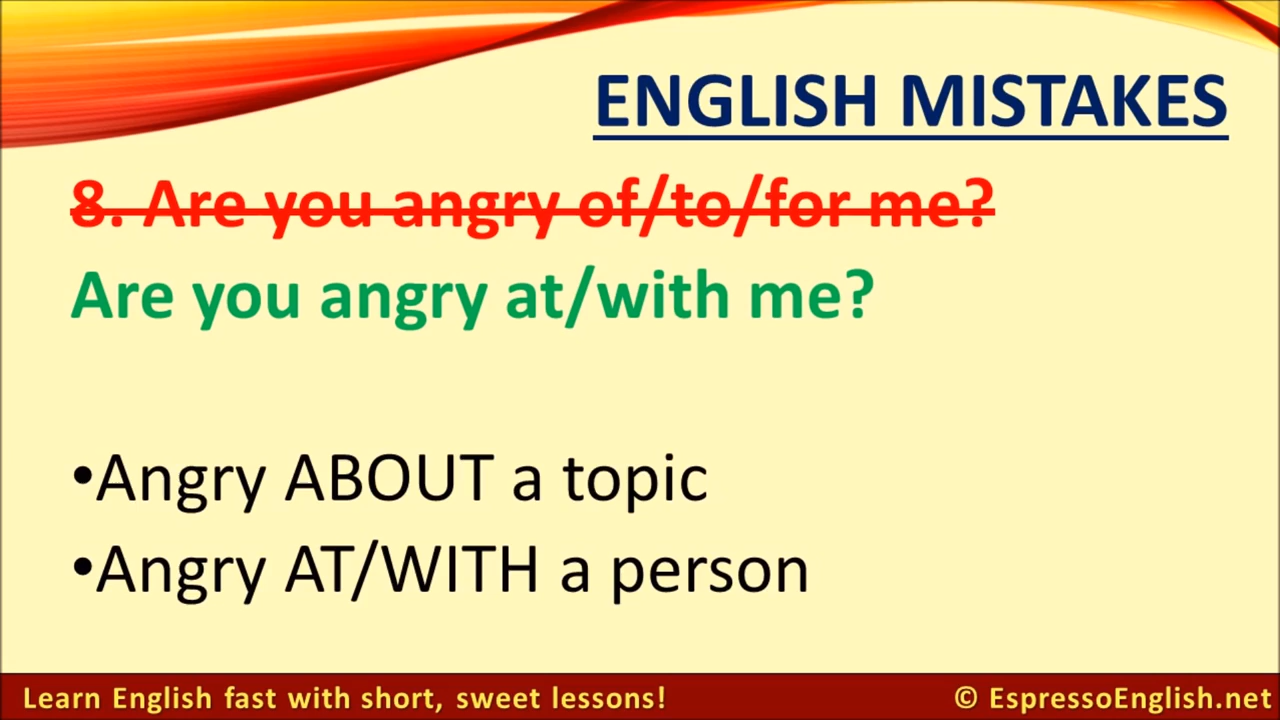 ENGLISH MISTAKES
8. Are you angry of/to/for me?
Are you angry at/with me?
•Angry ABOUT a topic
•Angry AT/WITH a person
Learn English fast with short, sweet lessons!
© EspressoEnglish.net